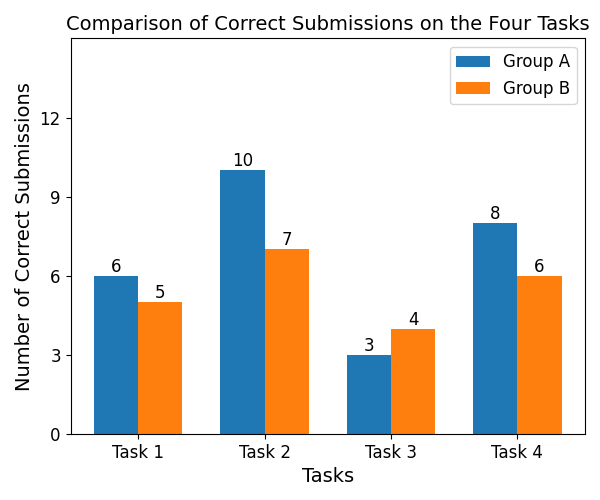 Comparison of Correct Submissions on the Four Tasks
Group A
Group B
Number of Correct Submissions
12
9
6
3
0
6
5
10
7
3
4
8
6
Task 1
Task 2
Task 3
Task 4
Tasks